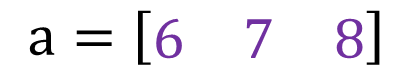 a = [6 7 8]